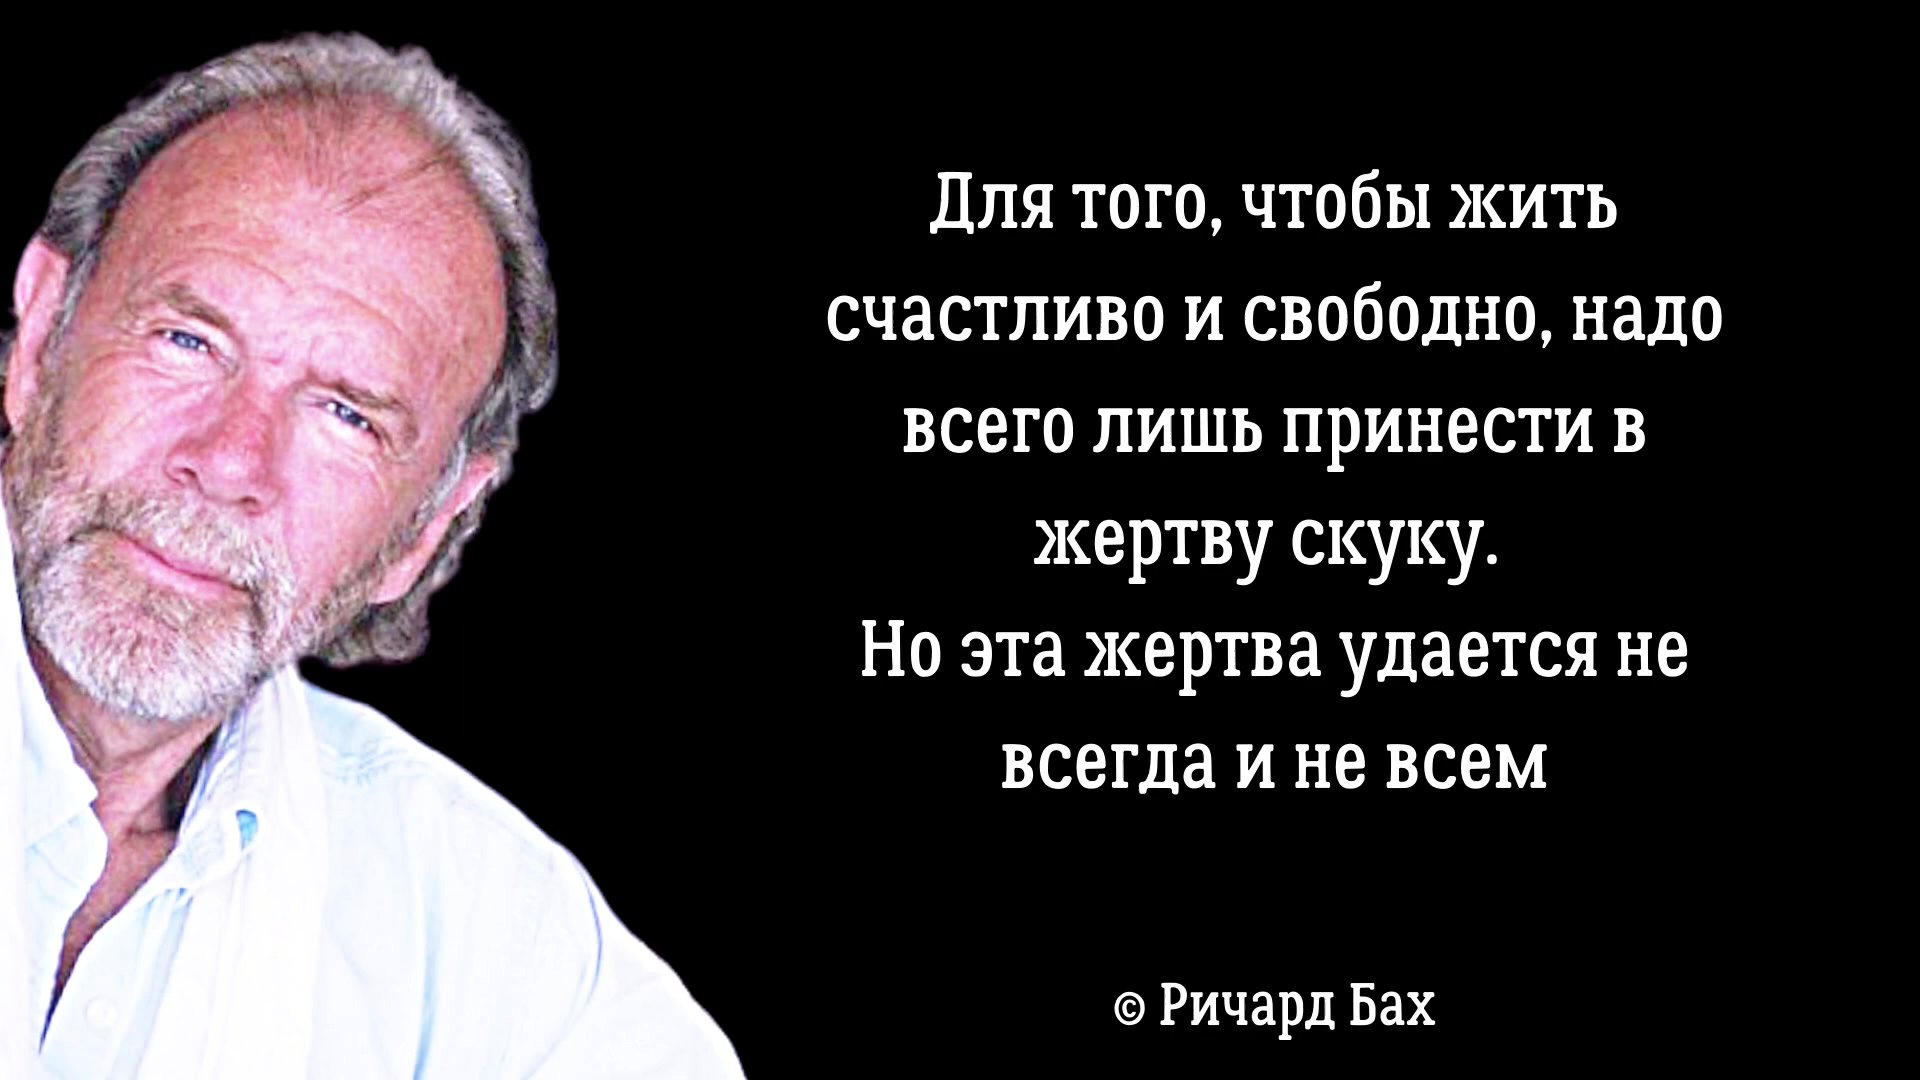 Для того, чтобы жить
счастливо и свободно, надо
всего лишь принести в
жертву скуку.
Но эта жертва удается не
всегда и не всем
© Ричард Бах